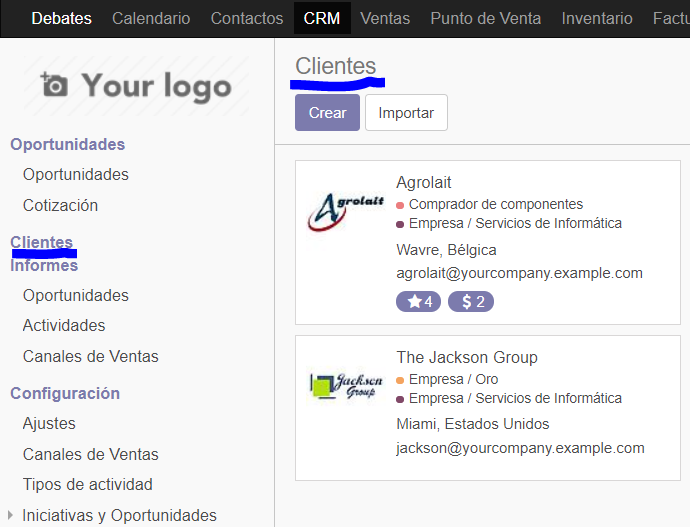 Debates Calendario Contactos CRM Ventas Punto de Venta Inventario Factu
Your logo
Oportunidades
Oportunidades
Cotización
Clientes
Informes
Oportunidades
Actividades
Canales de Ventas
Configuración
Ajustes
Canales de Ventas
Tipos de actividad
Iniciativas y Oportunidades
Clientes
Crear Importar
Agrolait
Agrolait
Comprador de componentes
Empresa / Servicios de Informática
Wavre, Bélgica
agrolait@yourcompany.example.com
4 $ 2
Jackson
Group
The Jackson Group
Empresa / Oro
Empresa / Servicios de Informática
Miami, Estados Unidos
jackson@yourcompany.example.com